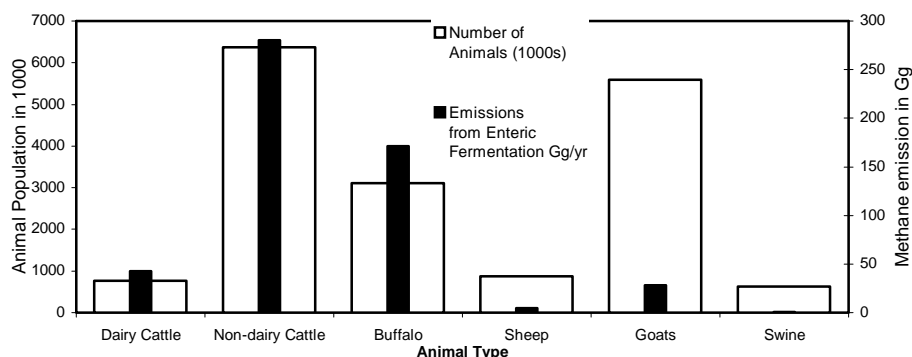 7000
6000
5000
4000
3000
2000
1000
0
Animal Population in 1000
Number of
Animals (1000s)
Emissions
from Enteric
Fermentation Gg/yr
300
250
200
150
100
50
0
Methane emission in Gg
Dairy Cattle Non-dairy Cattle Buffalo Sheep Goats Swine
Animal Type